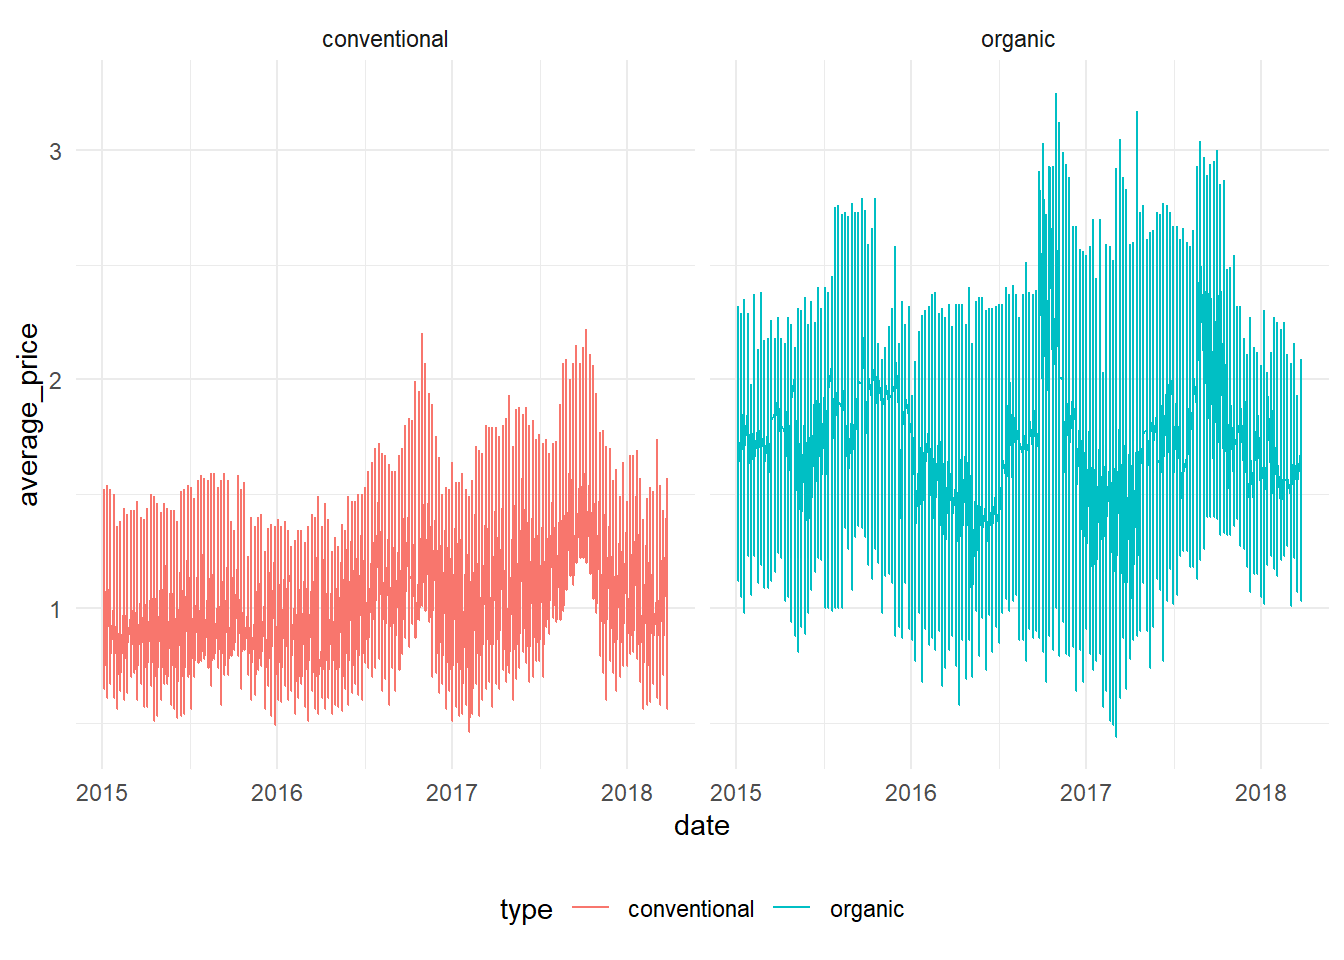 conventional organic
average_price
3
2
1
2015 2016 2017 2018 2015 2016 2017 2018
date
type conventional organic